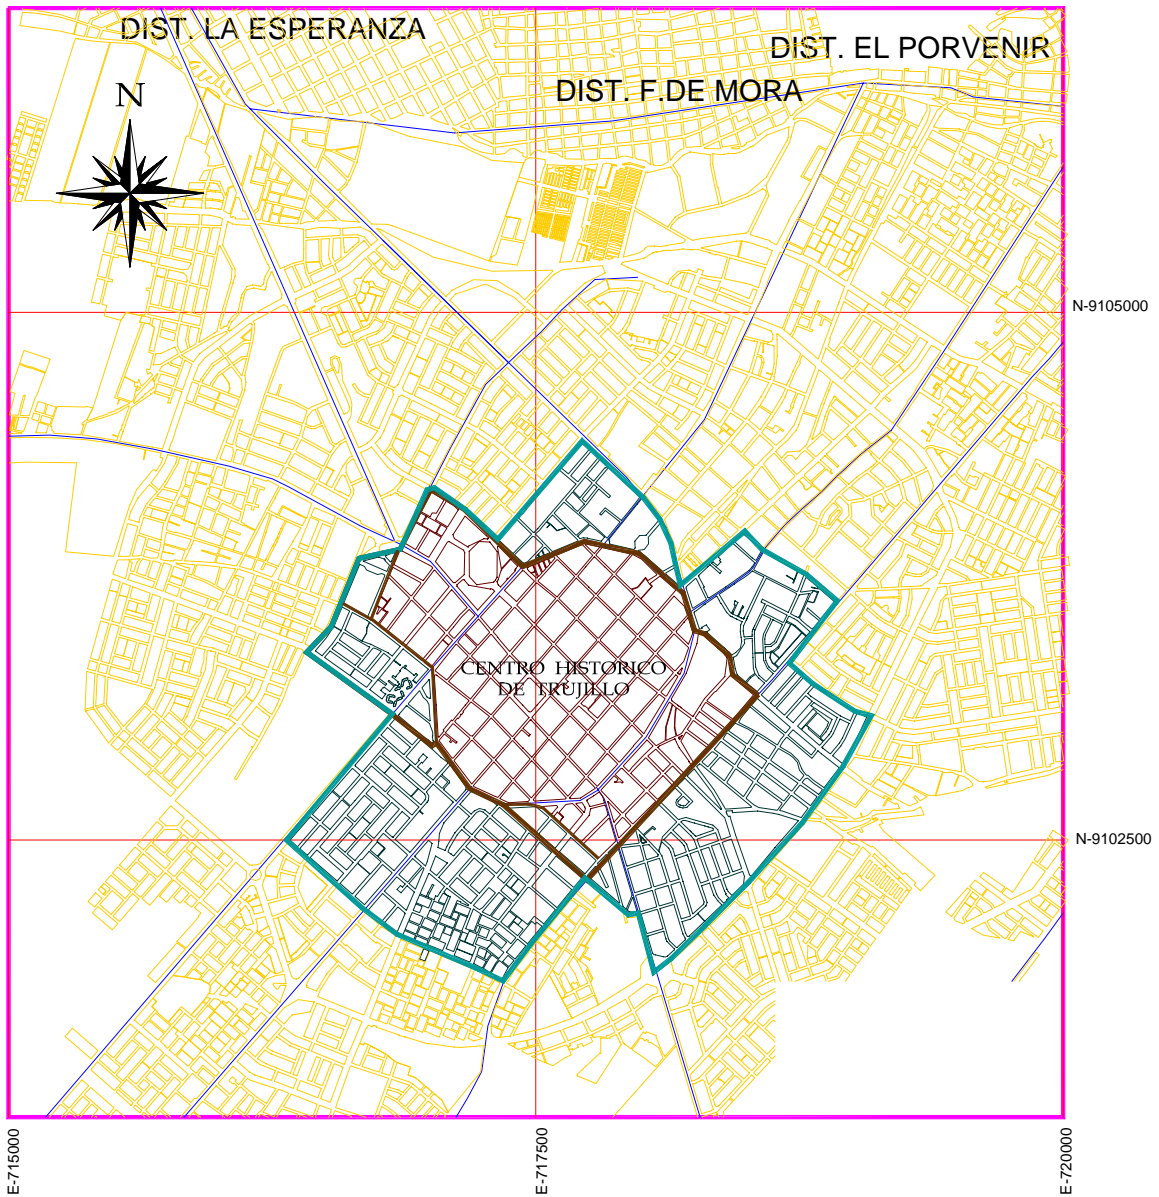 DIST. LA ESPERANZA
DIST. EL PORVENIR
DIST. F.DE MORA
N
N-9105000
CENTRO HISTORICO
DE TRUJILLO
N-9102500
E-715000
E-717500
E-720000